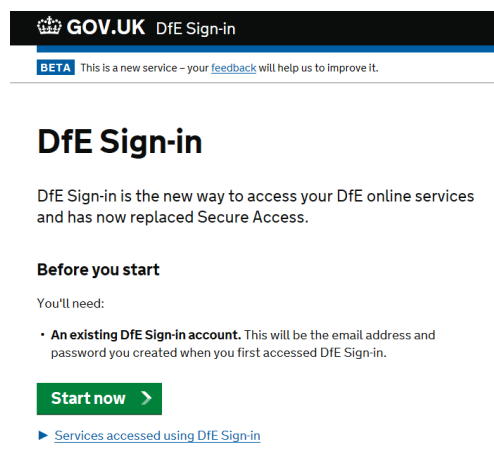 GOV.UK DfE Sign-in
BETA This is a new service – your feedback will help us to improve it.
DfE Sign-in
DfE Sign-in is the new way to access your DfE online services
and has now replaced Secure Access.
Before you start
You'll need:
• An existing DfE Sign-in account. This will be the email address and
password you created when you first accessed DfE Sign-in.
Start now
Services accessed using DfE Sign-in